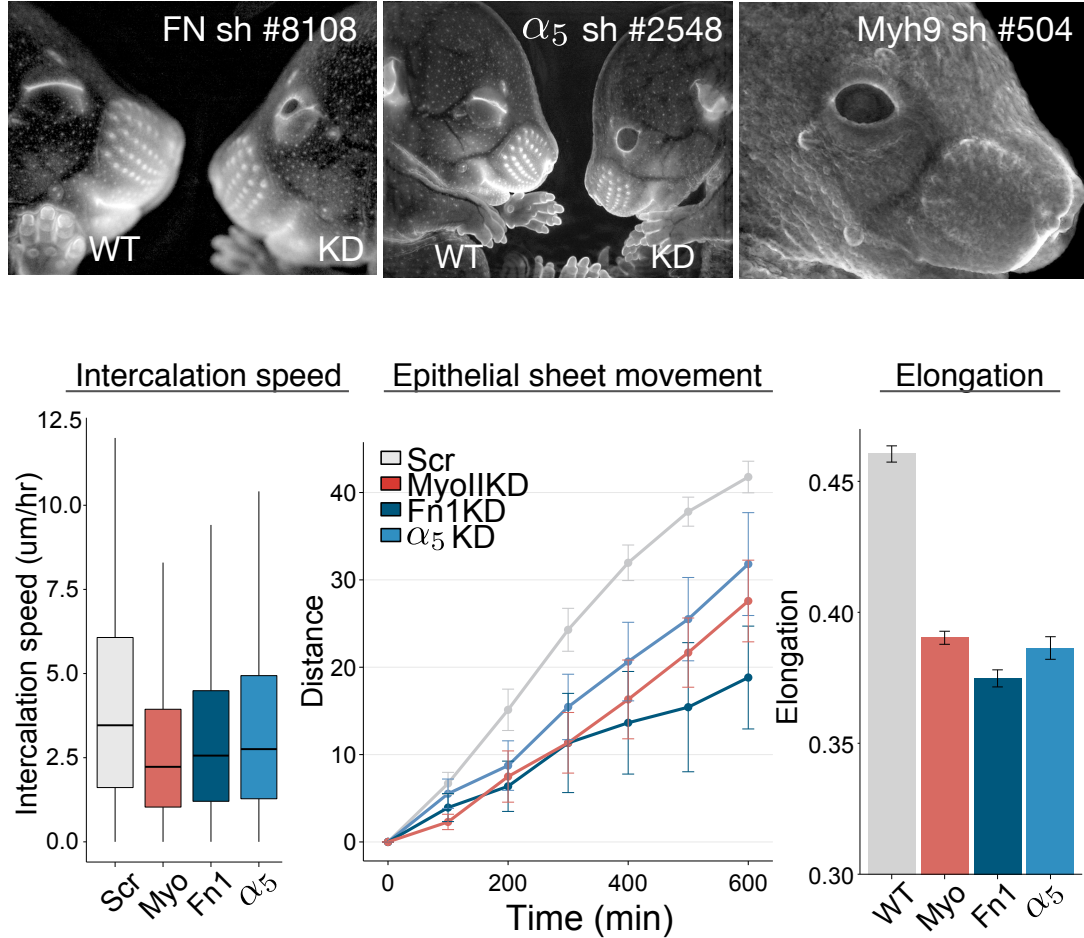 FN sh #8108
WT
KD
α5 sh #2548
WT
KD
Myh9 sh #504
Intercalation speed
Intercalation speed (um/hr)
12.5
10.0
7.5
5.0
2.5
0.0
Scr
Myo
Fn1
α5
Epithelial sheet movement
Distance
40
30
20
10
0
Scr
MyoIIKD
Fn1KD
α5 KD
0
200
400
600
Time (min)
Elongation
Elongation
0.45
0.40
0.35
0.30
WT
Myo
Fn1
α5